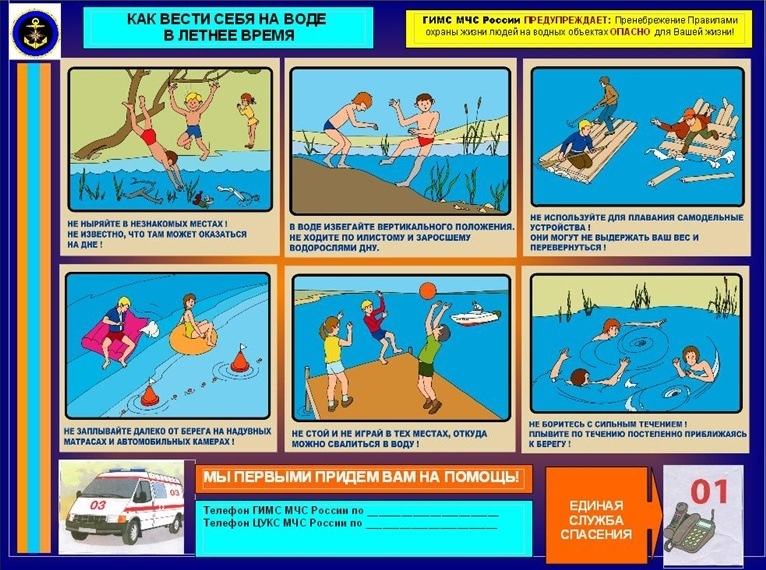 КАК ВЕСТИ СЕБЯ НА ВОДЕ
В ЛЕТНЕЕ ВРЕМЯ
ГИМС МЧС России ПРЕДУПРЕЖДАЕТ: Пренебрежение Правилами
охраны жизни людей на водных объектах ОПАСНО для Вашей жизни!
НЕ НЫРЯЙТЕ В НЕЗНАКОМЫХ МЕСТАХ !
НЕ ИЗВЕСТНО, ЧТО ТАМ МОЖЕТ ОКАЗАТЬСЯ
НА ДНЕ !
В ВОДЕ ИЗБЕГАЙТЕ ВЕРТИКАЛЬНОГО ПОЛОЖЕНИЯ.
НЕ ХОДИТЕ ПО ИЛИСТОМУ И ЗАРОСШЕМУ
ВОДОРОСЛЯМИ ДНУ.
НЕ ИСПОЛЬЗУЙТЕ ДЛЯ ПЛАВАНИЯ САМОДЕЛЬНЫЕ
УСТРОЙСТВА !
ОНИ МОГУТ НЕ ВЫДЕРЖАТЬ ВАШ ВЕС И
ПЕРЕВЕРНУТЬСЯ !
НЕ ЗАПЛЫВАЙТЕ ДАЛЕКО ОТ БЕРЕГА НА НАДУВНЫХ
МАТРАСАХ И АВТОМОБИЛЬНЫХ КАМЕРАХ !
НЕ СТОЙ И НЕ ИГРАЙ В ТЕХ МЕСТАХ, ОТКУДА
МОЖНО СВАЛИТЬСЯ В ВОДУ !
НЕ БОРИТЕСЬ С СИЛЬНЫМ ТЕЧЕНИЕМ !
ПЛЫВИТЕ ПО ТЕЧЕНИЮ ПОСТЕПЕННО ПРИБЛИЖАЯСЬ
К БЕРЕГУ !
03
03
МЫ ПЕРВЫМИ ПРИДЕМ ВАМ НА ПОМОЩЬ!
Телефон ГИМС МЧС России по ________________________
Телефон ЦУКС МЧС России по ________________________
ЕДИНАЯ
СЛУЖБА
СПАСЕНИЯ
01